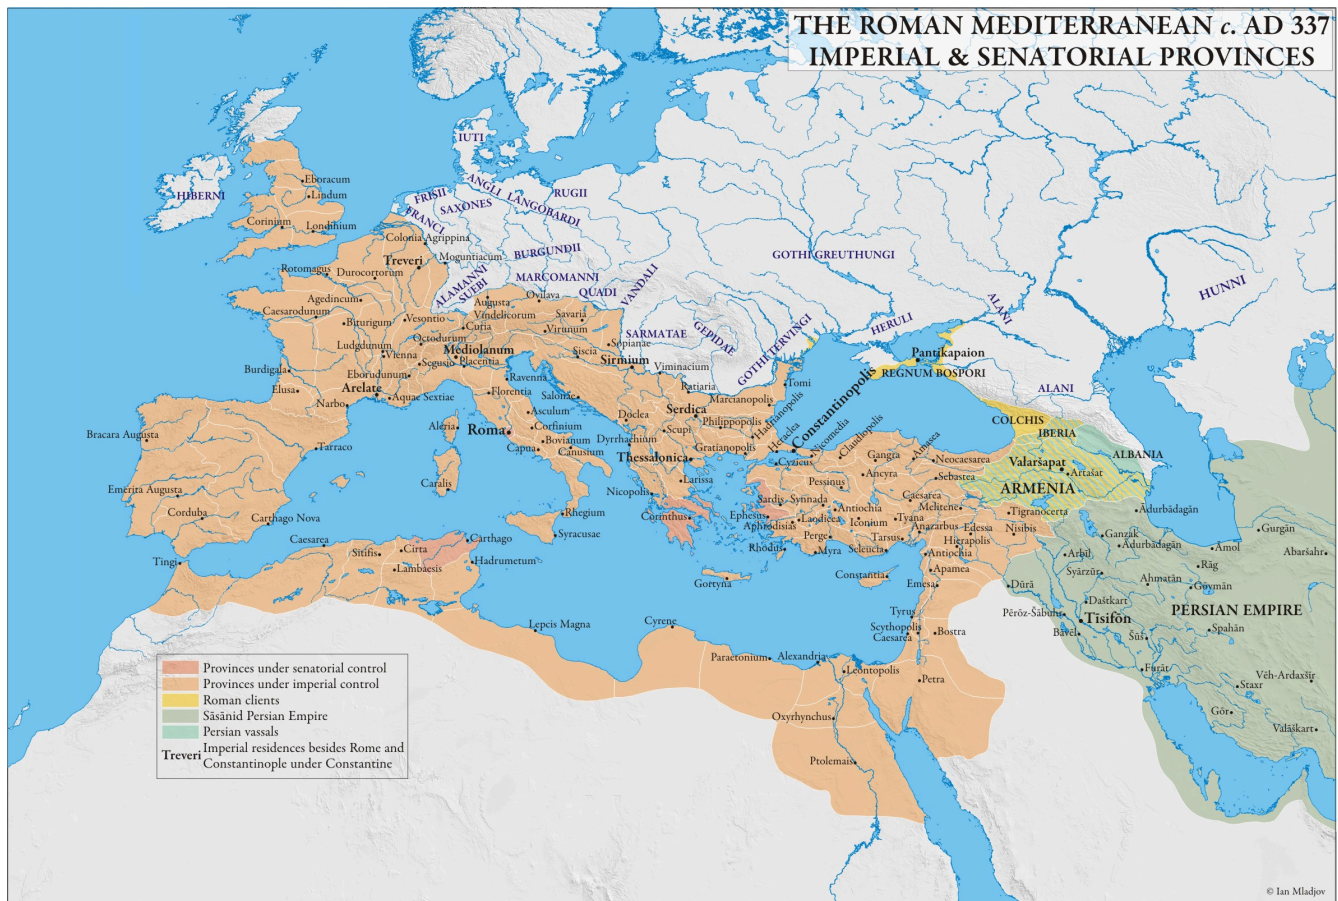 THE ROMAN MEDITERRANEAN c. AD 337
IMPERIAL & SENATORIAL PROVINCES
IUTI
HIBERNI
Eboracum
Lindum
Corinium
Londinium
FRISII
ANGLI
LANGOBARDI
RUGII
SAXONES
FRANCI
Colonia Agrippina
Moguntiacum
BURGUNDII
GOTHI GREUTHUNGI
Treveri
Rotomagus
Durocortorum
MARCOMANNI
ALAMANNI
SUEBI
QUADI
VANDALI
HUNNI
Agedincum
Caesarodunum
Augusta
Vindelicorum
Ovilava
ALANI
Biturigum
Vesontio
Curia
Savaria
Virunum
HERULI
SARMATAE
GEPIDAE
GOTHI TERVINGI
Octodurum
Ludgdunum
Vienna
Mediolanum
Segusio
Placentia
Siscia
Sopianae
Sirmium
Viminacium
Pantikapaion
REGNUM BOSPORI
Burdigala
Eborudunum
Elusa
Arelate
Narbo
Aquae Sextiae
Ravenna
Florentia
Salonae
Ratiaria
Tomi
Marcianopolis
ALANI
Constantinopolis
Asculum
Corfinium
Doclea
Serdica
Scupi
Philippopolis
Hadrianopolis
COLCHIS
IBERIA
ALBANIA
Bracara Augusta
Aleria
Roma
Capua
Bovianum
Canusium
Dyrrhachium
Gratianopolis
Heraclea
Nicomedia
Claudiopolis
Amasea
Tarraco
Thessalonica
Cyzicus
Gangra
Neocaesarea
Valaršapat
Artašat
ARMENIA
Emerita Augusta
Caralis
Nicopolis
Larissa
Pessinus
Ancyra
Sebastea
Corduba
Carthago Nova
Rhegium
Syracusae
Corinthus
Ephesus
Sardis
Synnada
Aphrodisias
Laodicea
Antiochia
Iconium
Caesarea
Melitene
Tyana
Anazarbus
Edessa
Tigranocerta
Nisibis
Ādurbādagān
Caesarea
Tingi
Sitifis
Cirta
Carthago
Lambaesis
Hadrumetum
Rhodus
Perge
Myra
Tarsus
Seleucia
Hierapolis
Antiochia
Ganzak
Ādurbādagān
Gurgān
Amol
Abaršahr
Arbīl
Rāg
Gortyna
Constantia
Apamea
Emesa
Dūrā
Syārzūr
Ahmatān
Gōymān
Daštkart
Pērōz-Šābuhr
Tisifōn
PERSIAN EMPIRE
Spahān
Lepcis Magna
Cyrene
Tyrus
Scythopolis
Caesarea
Bostra
Bāvēl
Šūš
Paraetonium
Alexandria
Leontopolis
Petra
Furāt
Staxr
Vēh-Ardaxšīr
Gōr
Valāškart
Oxyrhynchus
Ptolemais
Provinces under senatorial control
Provinces under imperial control
Roman clients
Sāsānid Persian Empire
Persian vassals
Treveri Imperial residences besides Rome and
Constantinople under Constantine
© Ian Mladjov